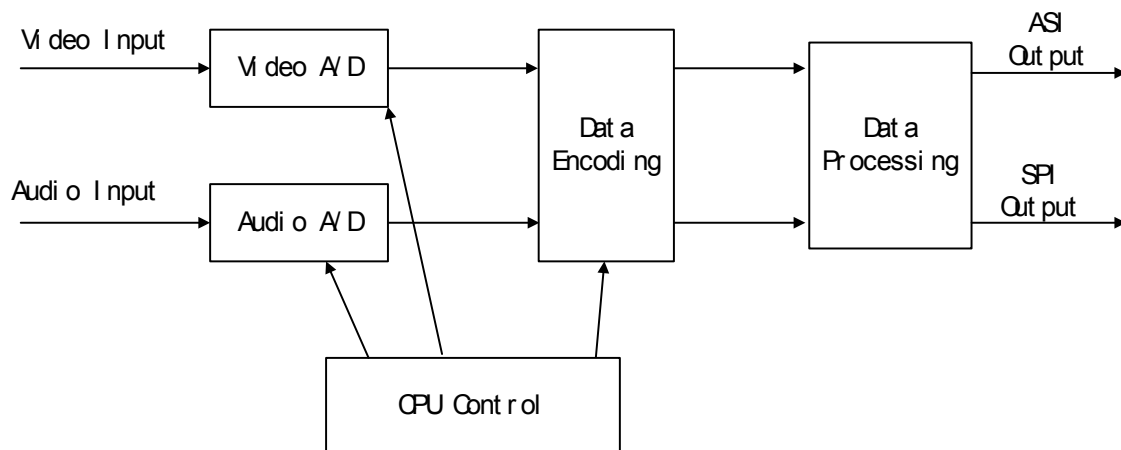 Video Input
Video A/D
ASI
Output
Data
Encoding
Data
Processing
Audio Input
Audio A/D
SPI
Output
CPU Control